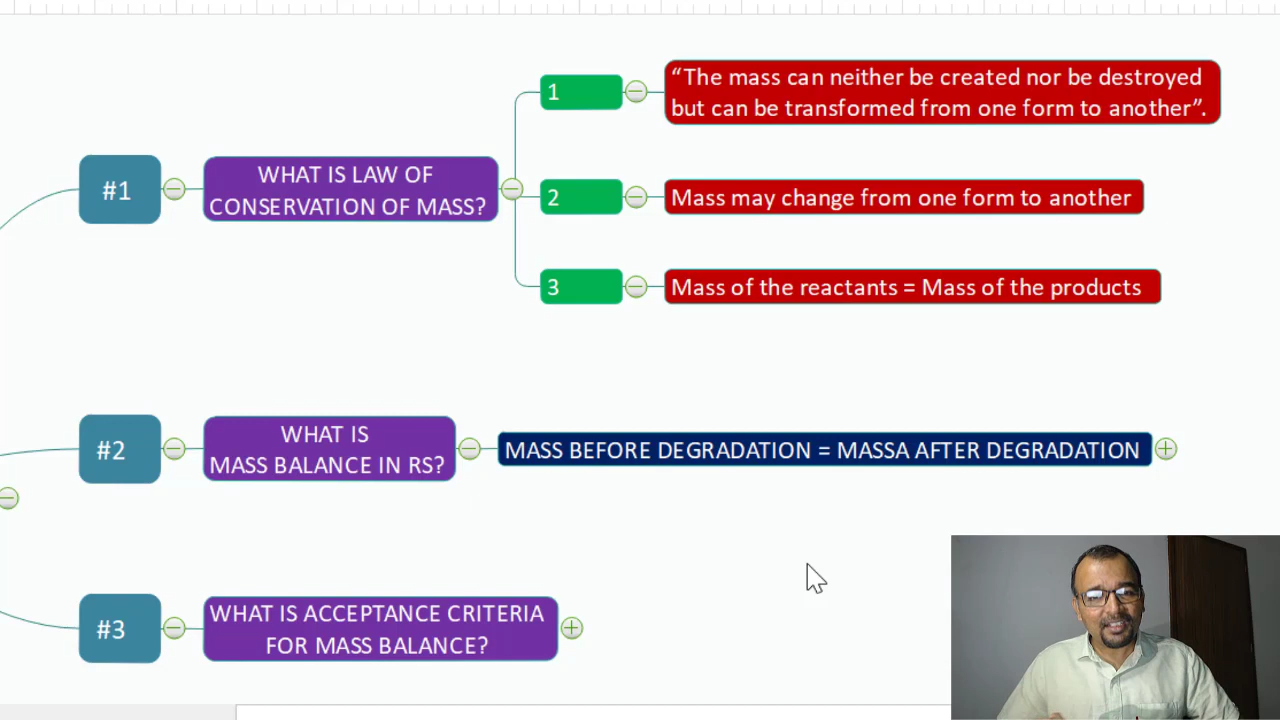 #1
WHAT IS LAW OF
CONSERVATION OF MASS?
1
“The mass can neither be created nor be destroyed
but can be transformed from one form to another”.
2
Mass may change from one form to another
3
Mass of the reactants = Mass of the products
#2
WHAT IS
MASS BALANCE IN RS?
MASS BEFORE DEGRADATION = MASSA AFTER DEGRADATION
#3
WHAT IS ACCEPTANCE CRITERIA
FOR MASS BALANCE?